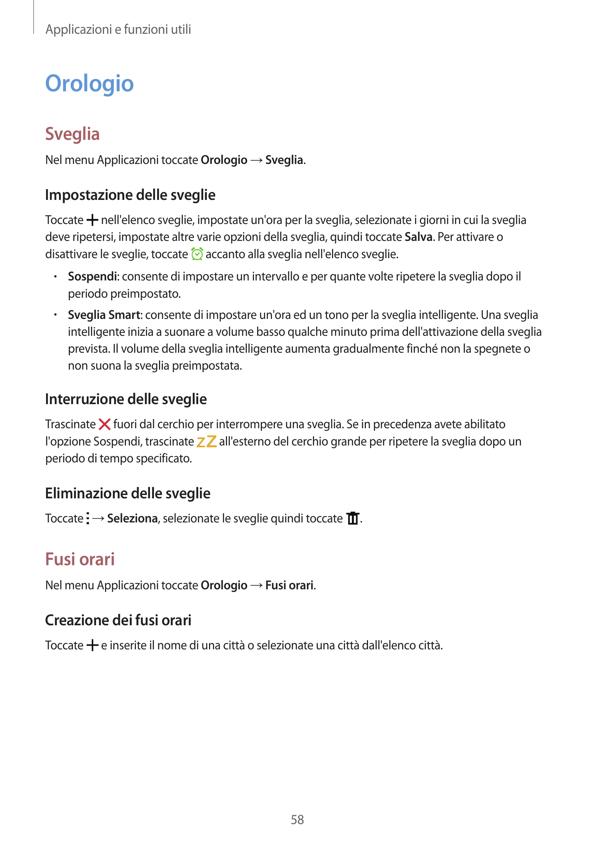 Applicazioni e funzioni utili
Orologio
Sveglia
Nel menu Applicazioni toccate Orologio → Sveglia.
Impostazione delle sveglie
Toccate + nell'elenco sveglie, impostate un'ora per la sveglia, selezionate i giorni in cui la sveglia
deve ripetersi, impostate altre varie opzioni della sveglia, quindi toccate Salva. Per attivare o
disattivare le sveglie, toccate accanto alla sveglia nell'elenco sveglie.
• Sospendi: consente di impostare un intervallo e per quante volte ripetere la sveglia dopo il
periodo preimpostato.
• Sveglia Smart: consente di impostare un'ora ed un tono per la sveglia intelligente. Una sveglia
intelligente inizia a suonare a volume basso qualche minuto prima dell'attivazione della sveglia
prevista. Il volume della sveglia intelligente aumenta gradualmente finché non la spegnete o
non suona la sveglia preimpostata.
Interruzione delle sveglie
Trascinate fuori dal cerchio per interrompere una sveglia. Se in precedenza avete abilitato
l'opzione Sospendi, trascinate zZ all'esterno del cerchio grande per ripetere la sveglia dopo un
periodo di tempo specificato.
Eliminazione delle sveglie
Toccate → Seleziona, selezionate le sveglie quindi toccate .
Fusi orari
Nel menu Applicazioni toccate Orologio → Fusi orari.
Creazione dei fusi orari
Toccate + e inserite il nome di una città o selezionate una città dall'elenco città.
58